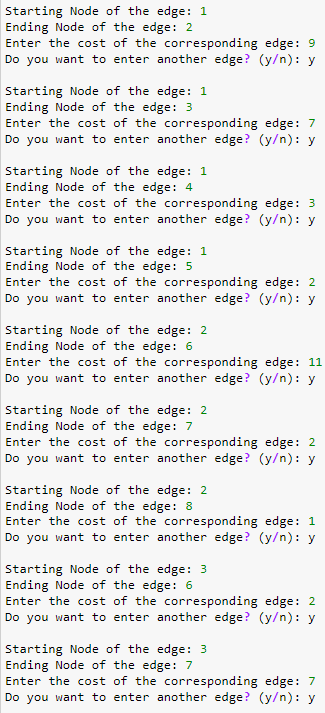 Starting Node of the edge: 1
Ending Node of the edge: 2
Enter the cost of the corresponding edge: 9
Do you want to enter another edge? (y/n): y
Starting Node of the edge: 1
Ending Node of the edge: 3
Enter the cost of the corresponding edge: 7
Do you want to enter another edge? (y/n): y
Starting Node of the edge: 1
Ending Node of the edge: 4
Enter the cost of the corresponding edge: 3
Do you want to enter another edge? (y/n): y
Starting Node of the edge: 1
Ending Node of the edge: 5
Enter the cost of the corresponding edge: 2
Do you want to enter another edge? (y/n): y
Starting Node of the edge: 2
Ending Node of the edge: 6
Enter the cost of the corresponding edge: 11
Do you want to enter another edge? (y/n): y
Starting Node of the edge: 2
Ending Node of the edge: 7
Enter the cost of the corresponding edge: 2
Do you want to enter another edge? (y/n): y
Starting Node of the edge: 2
Ending Node of the edge: 8
Enter the cost of the corresponding edge: 1
Do you want to enter another edge? (y/n): y
Starting Node of the edge: 3
Ending Node of the edge: 6
Enter the cost of the corresponding edge: 2
Do you want to enter another edge? (y/n): y
Starting Node of the edge: 3
Ending Node of the edge: 7
Enter the cost of the corresponding edge: 7
Do you want to enter another edge? (y/n): y